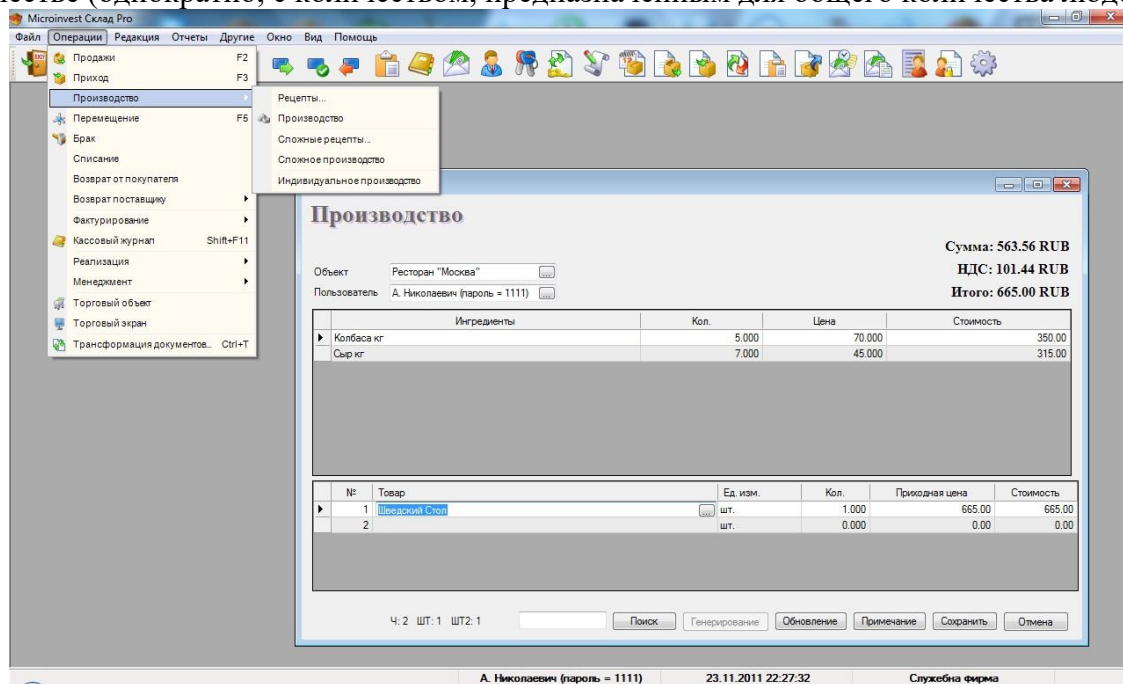 честве (однократно, с количеством, предназначенным для общего количества
Microinvest Склад Pro
Файл Операции Редакция Отчеты Другие Окно Вид Помощь
Продажи F2
Приход F3
Производство
Перемещение F5
Брак
Списание
Возврат от покупателя
Возврат поставщику
Фактурирование
Кассовый журнал Shift+F11
Реализация
Менеджмент
Торговый объект
Торговый экран
Трансформация документов... Ctrl+T
Рецепты...
Производство
Сложные рецепты...
Сложное производство
Индивидуальное производство
Производство
Сумма: 563.56 RUB
НДС: 101.44 RUB
Итого: 665.00 RUB
Объект Ресторан "Москва" ...
Пользователь А. Николаевич (пароль = 1111) ...
Ингредиенты Кол. Цена Стоимость
Колбаса кг 5.000 70.000 350.00
Сыр кг 7.000 45.000 315.00
№ Товар Ед. изм. Кол. Приходная цена Стоимость
1 Шведский Стол ... шт. 1.000 665.00 665.00
2 шт. 0.000 0.00 0.00
Ч: 2 ШТ: 1 ШТ2: 1 Поиск Генерирование Обновление Примечание Сохранить Отмена
А. Николаевич (пароль = 1111) 23.11.2011 22:27:32 Служебна фирма